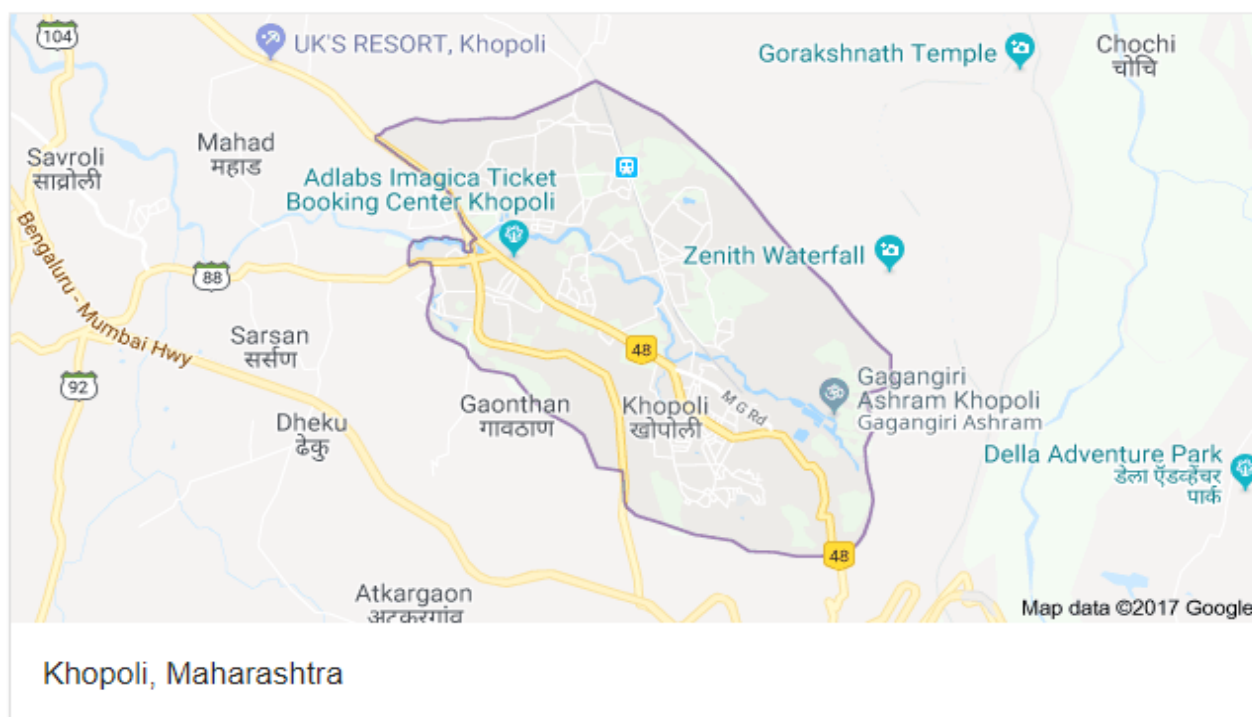 104
UK'S RESORT, Khopoli
Gorakshnath Temple
Chochi
चोचि
Mahad
महाड
Savroli
साव्रोली
Adlabs Imagica Ticket
Booking Center Khopoli
Zenith Waterfall
Bengaluru - Mumbai Hwy
88
Sarsan
सर्सण
48
92
Gaonthan
गावठाण
Khopoli
खोपोली
M G Rd
Gagangiri
Ashram Khopoli
Gagangiri Ashram
Dheku
ढेकु
Della Adventure Park
डेला ऍडव्हेंचर
पार्क
48
Atkargaon
अटकरगांव
Map data ©2017 Google
Khopoli, Maharashtra